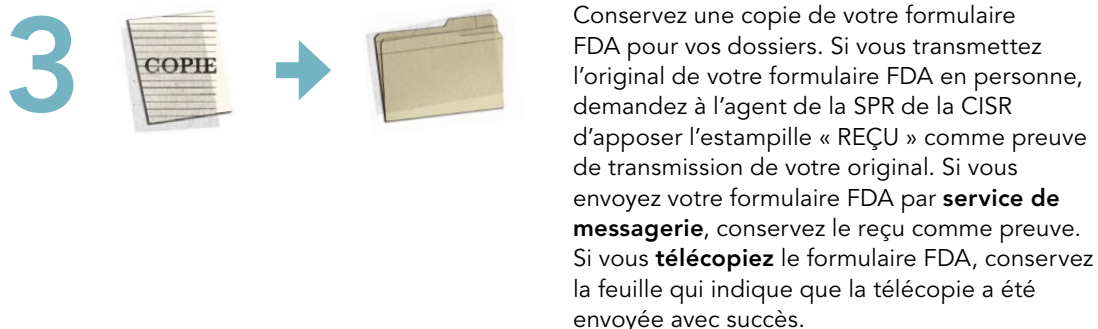 3
COPIE
Conservez une copie de votre formulaire
FDA pour vos dossiers. Si vous transmettez
l’original de votre formulaire FDA en personne,
demandez à l’agent de la SPR de la CISR
d’apposer l’estampille « REÇU » comme preuve
de transmission de votre original. Si vous
envoyez votre formulaire FDA par service de
messagerie, conservez le reçu comme preuve.
Si vous télécopiez le formulaire FDA, conservez
la feuille qui indique que la télécopie a été
envoyée avec succès.